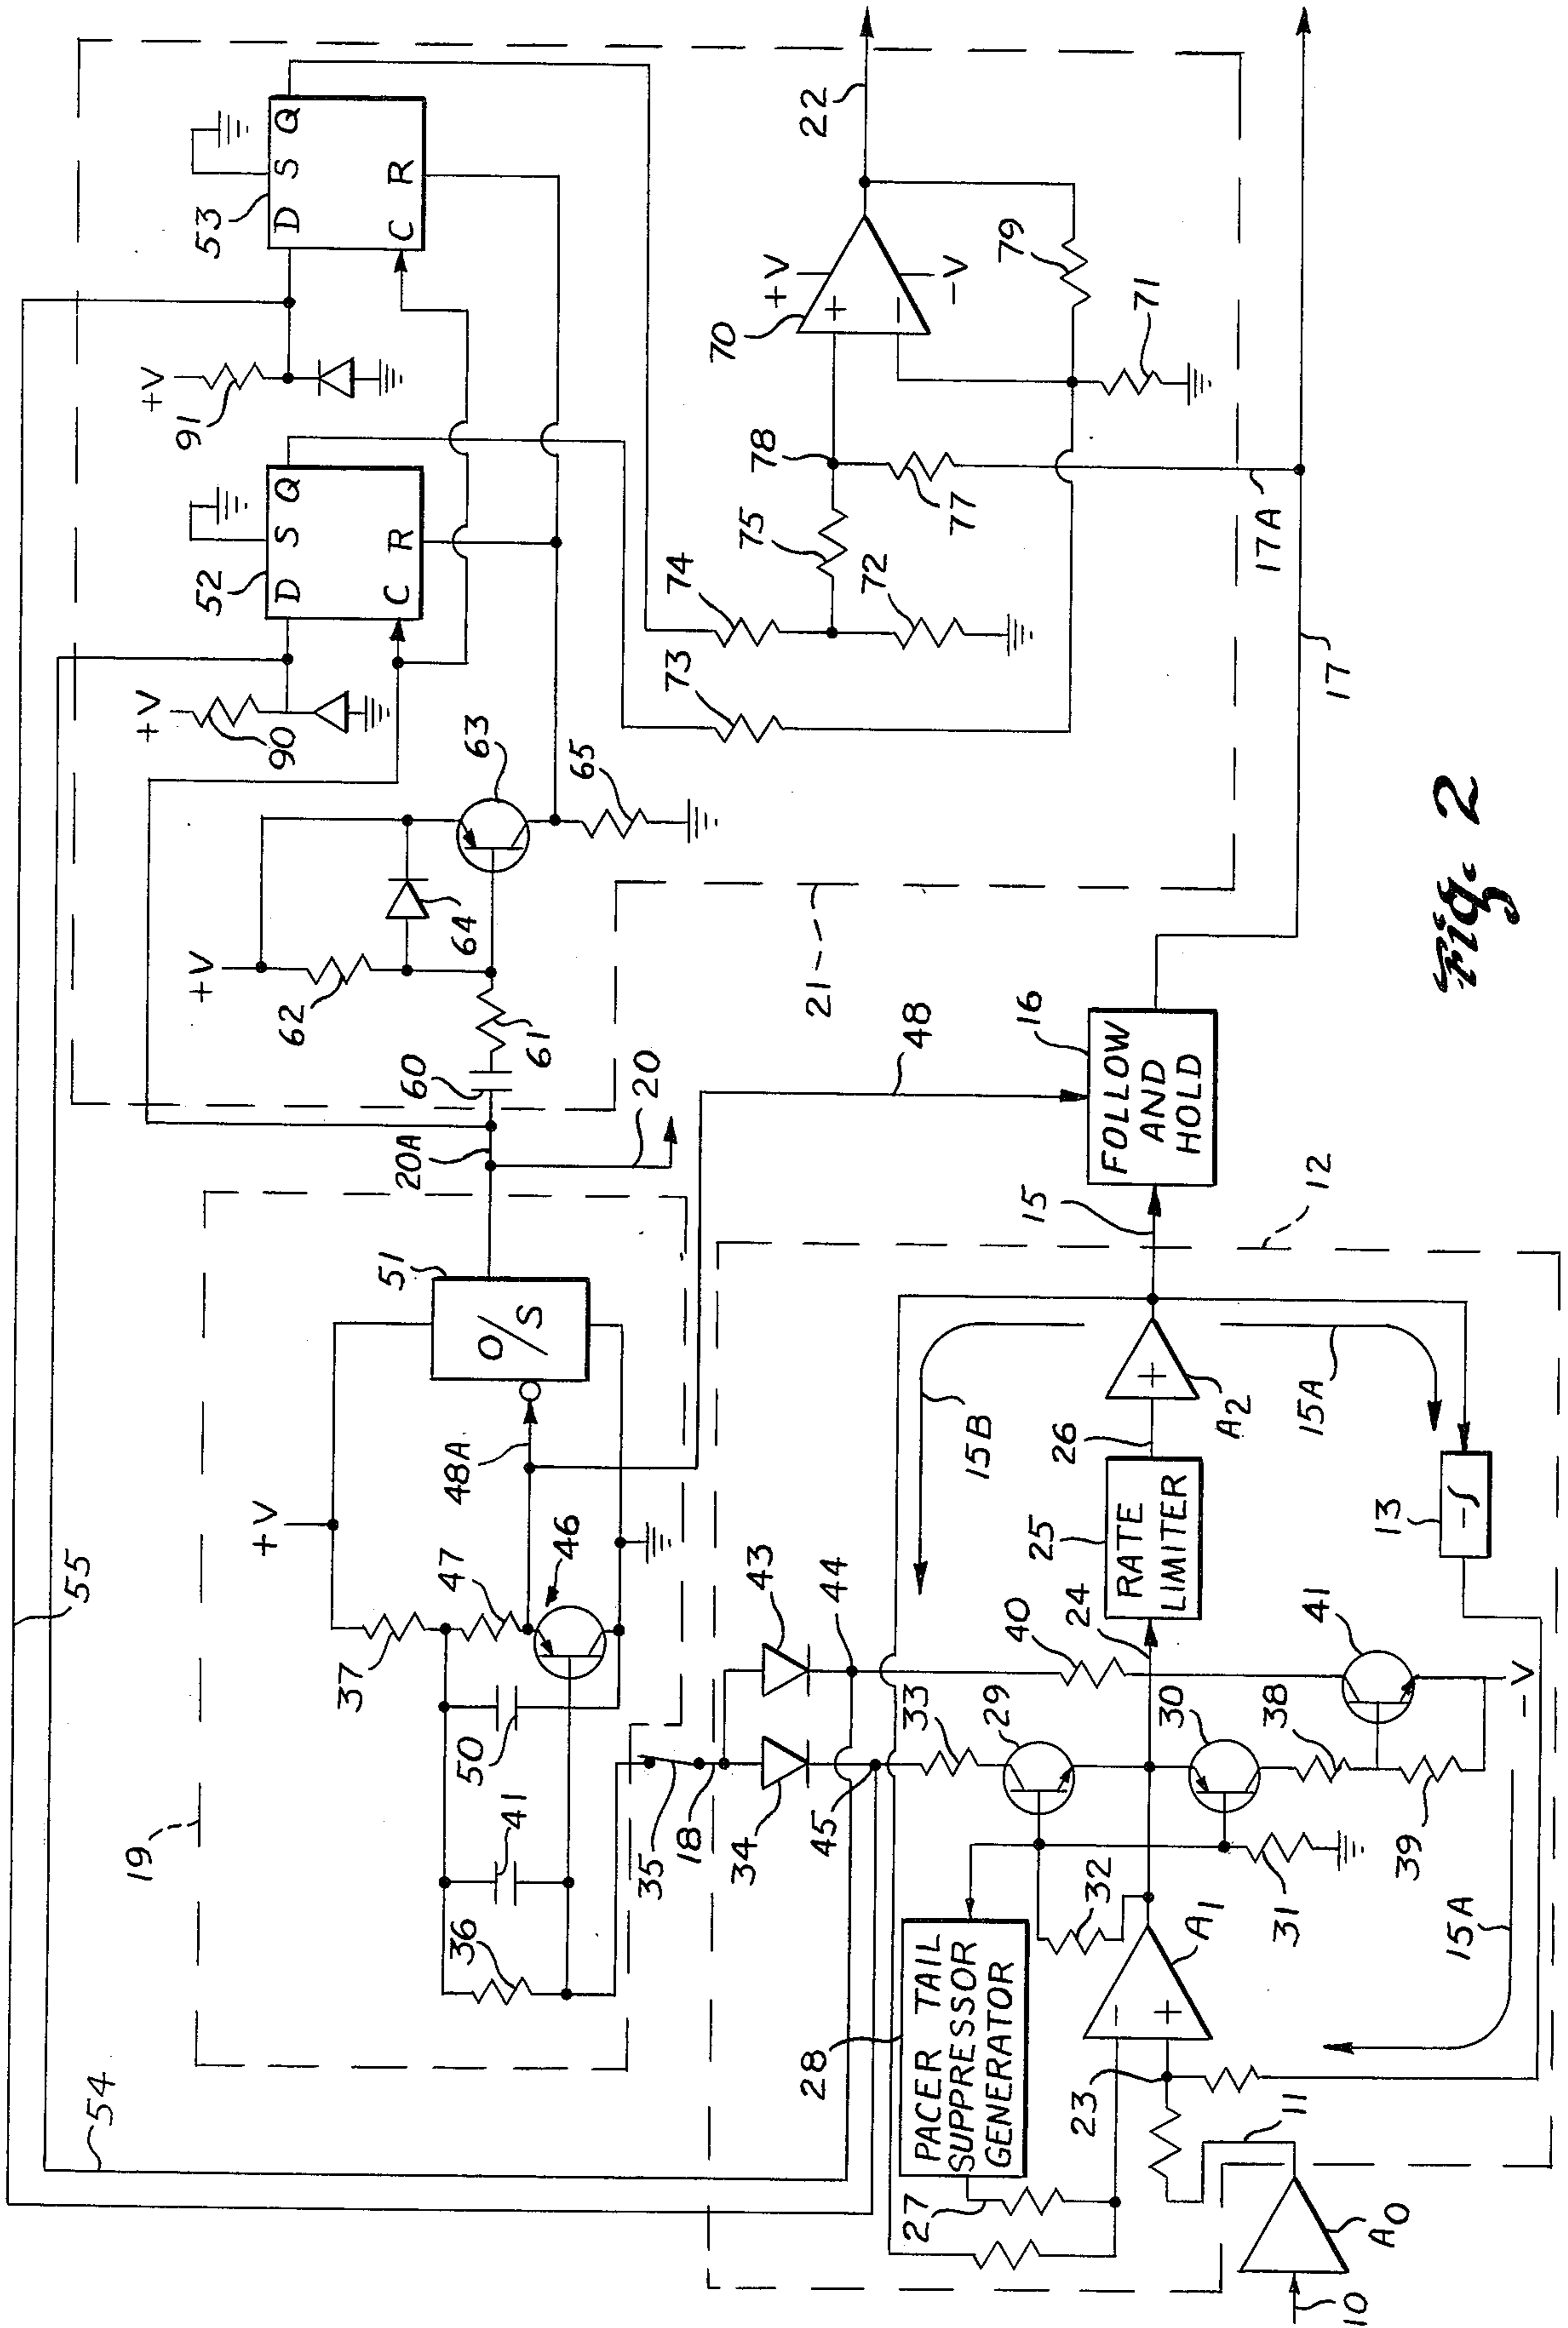 55
54
+V
91
53
D S Q
C R
+V
90
52
D S Q
C R
+V
62
64
63
65
60
61
20A
20
19
+V
37
47
46
48A
51
O/S
50
41
36
35
18
34
43
44
45
48
21
73
74
75
72
78
77
70
+V
-V
+
−
79
71
22
17A
17
16
FOLLOW
AND
HOLD
15
12
15B
15A
A2
+
26
25
RATE
LIMITER
24
40
33
29
30
38
41
39
-V
13
-∫
31
32
28
PACER TAIL
SUPPRESSOR
GENERATOR
27
23
−
+
A1
15A
11
A0
10
Fig. 2